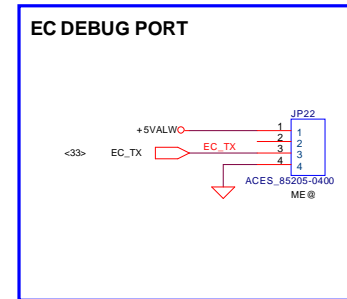 EC DEBUG PORT
JP22
+5VALW
1 1
2 2
<33> EC_TX EC_TX 3 3
4 4
ACES_85205-0400
ME@